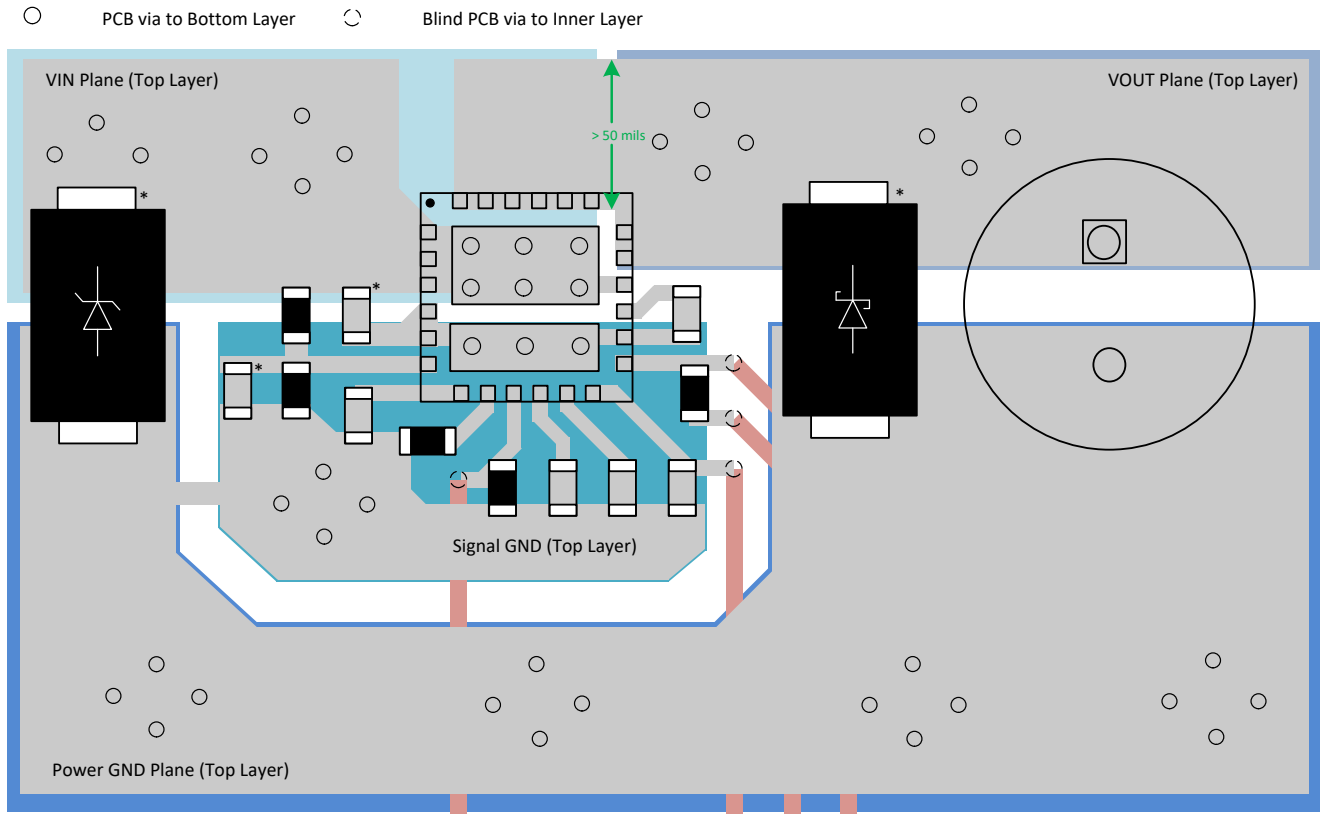 PCB via to Bottom Layer
Blind PCB via to Inner Layer
VIN Plane (Top Layer)
VOUT Plane (Top Layer)
> 50 mils
*
*
*
*
Signal GND (Top Layer)
Power GND Plane (Top Layer)